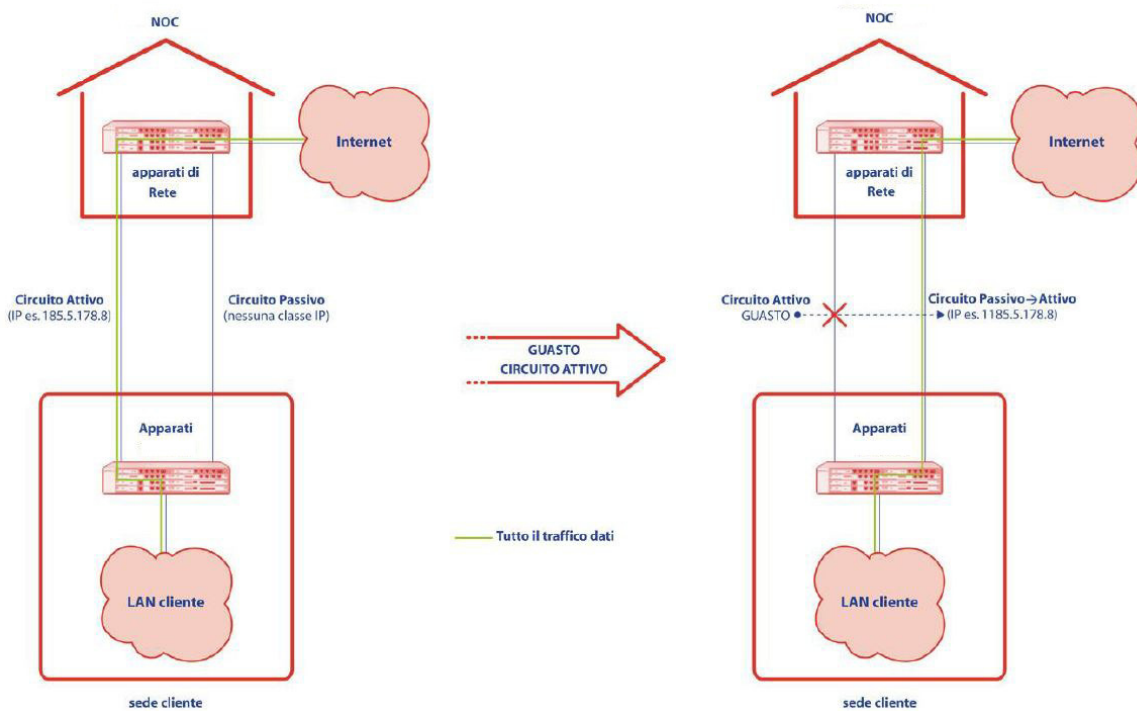 NOC
Internet
apparati di
Rete
Circuito Attivo
(IP es. 185.5.178.8)
Circuito Passivo
(nessuna classe IP)
Apparati
LAN cliente
sede cliente
GUASTO
CIRCUITO ATTIVO
Tutto il traffico dati
NOC
Internet
apparati di
Rete
Circuito Attivo
GUASTO
Circuito Passivo→Attivo
(IP es. 1185.5.178.8)
Apparati
LAN cliente
sede cliente